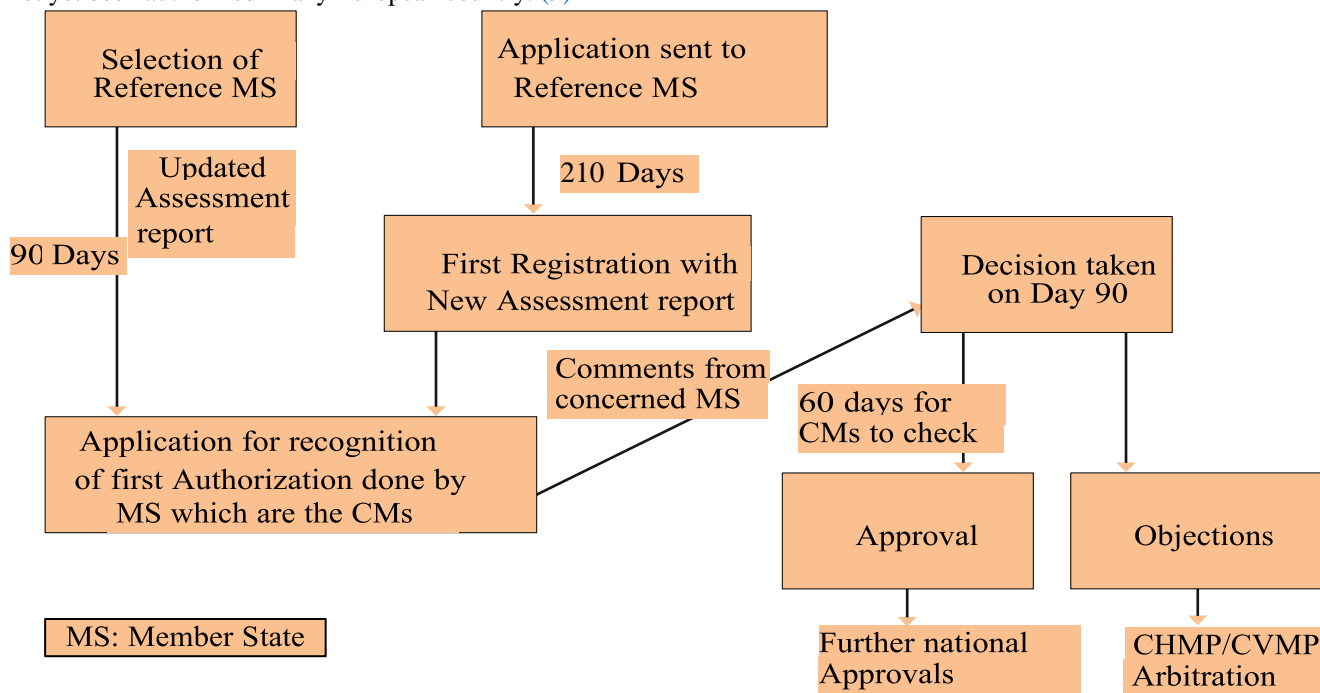 Selection of
Reference MS
Application sent to
Reference MS
Updated
Assessment
report
210 Days
90 Days
First Registration with
New Assessment report
Decision taken
on Day 90
Comments from
concerned MS
60 days for
CMs to check
Application for recognition
of first Authorization done by
MS which are the CMs
Approval
Objections
MS: Member State
Further national
Approvals
CHMP/CVMP
Arbitration